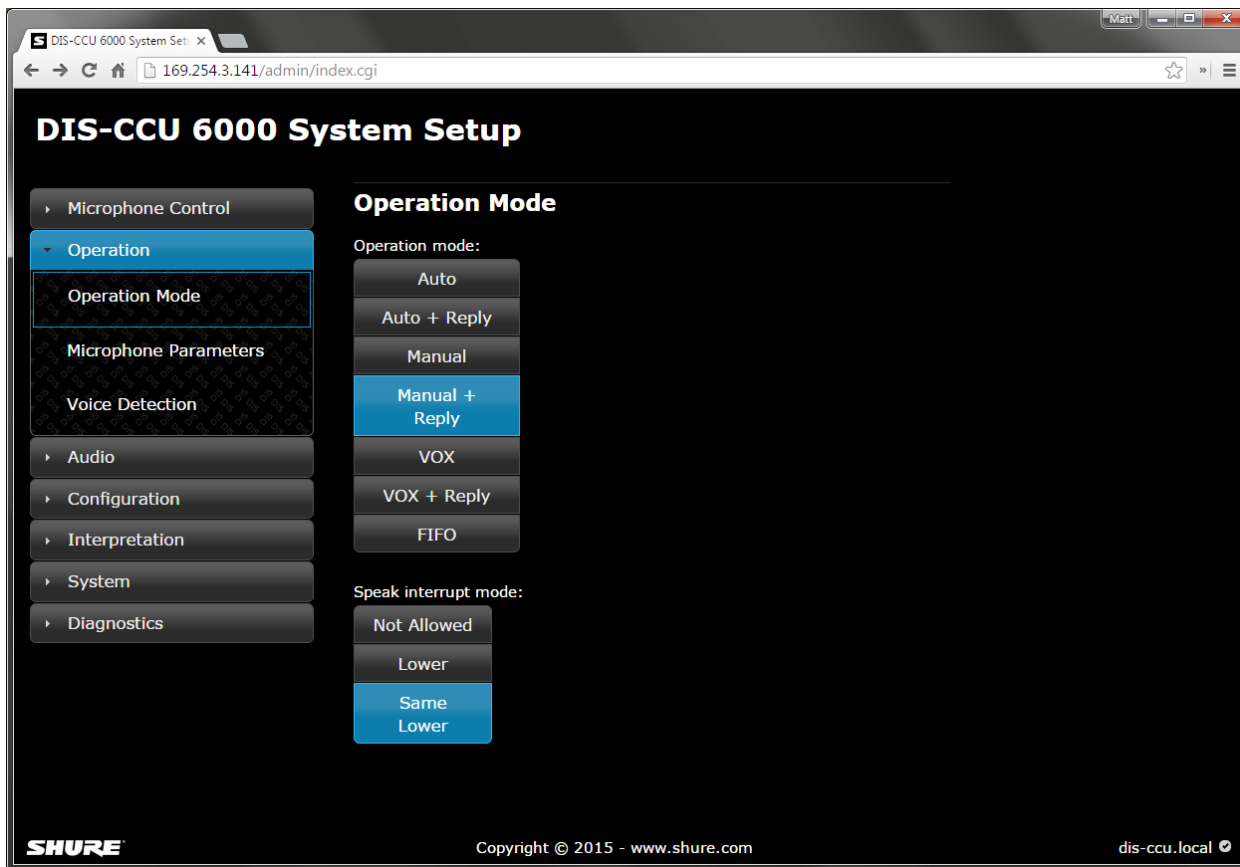 Matt
S DIS-CCU 6000 System Set
169.254.3.141/admin/index.cgi
DIS-CCU 6000 System Setup
Microphone Control
Operation
Operation Mode
Microphone Parameters
Voice Detection
Audio
Configuration
Interpretation
System
Diagnostics
Operation Mode
Operation mode:
Auto
Auto + Reply
Manual
Manual +
Reply
VOX
VOX + Reply
FIFO
Speak interrupt mode:
Not Allowed
Lower
Same
Lower
SHURE
Copyright © 2015 - www.shure.com
dis-ccu.local